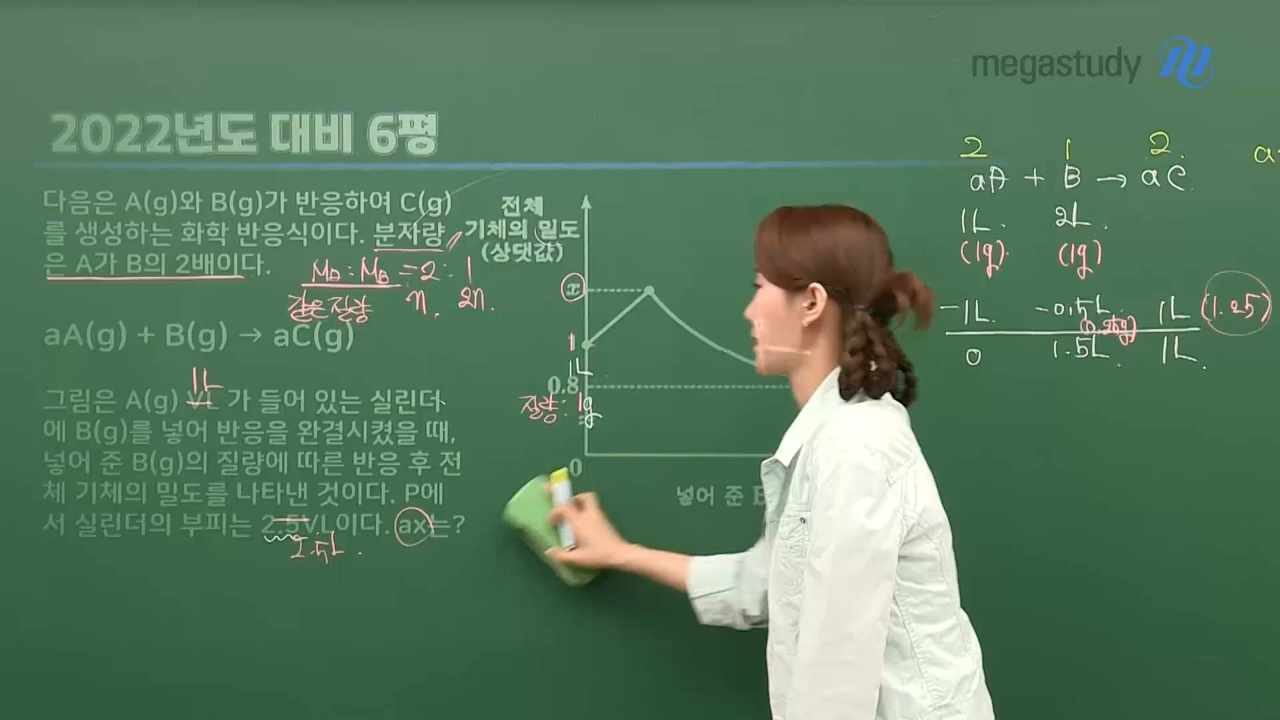 megastudy
2022년도 대비 6평
다음은 A(g)와 B(g)가 반응하여 C(g)
를 생성하는 화학 반응식이다. 분자량
은 A가 B의 2배이다.
= 2 : 1
같은질량 n. 2n.
aA(g) + B(g) → aC(g)
1L
그림은 A(g) 가 들어 있는 실린더
에 B(g)를 넣어 반응을 완결시켰을 때,
넣어 준 B(g)의 질량에 따른 반응 후 전
체 기체의 밀도를 나타낸 것이다. P에
서 실린더의 부피는 2.5VL이다. ax는?
2.5L.
전체
기체의 밀도
(상댓값)
x
1
1L
0.8
질량: 1g
0
넣어 준
2 1 2.
aA + B → aC
1L. 2L
(1g) (1g)
-1L. -0.5L 1L (1.25)
(0.25g)
0 1.5L 1L.